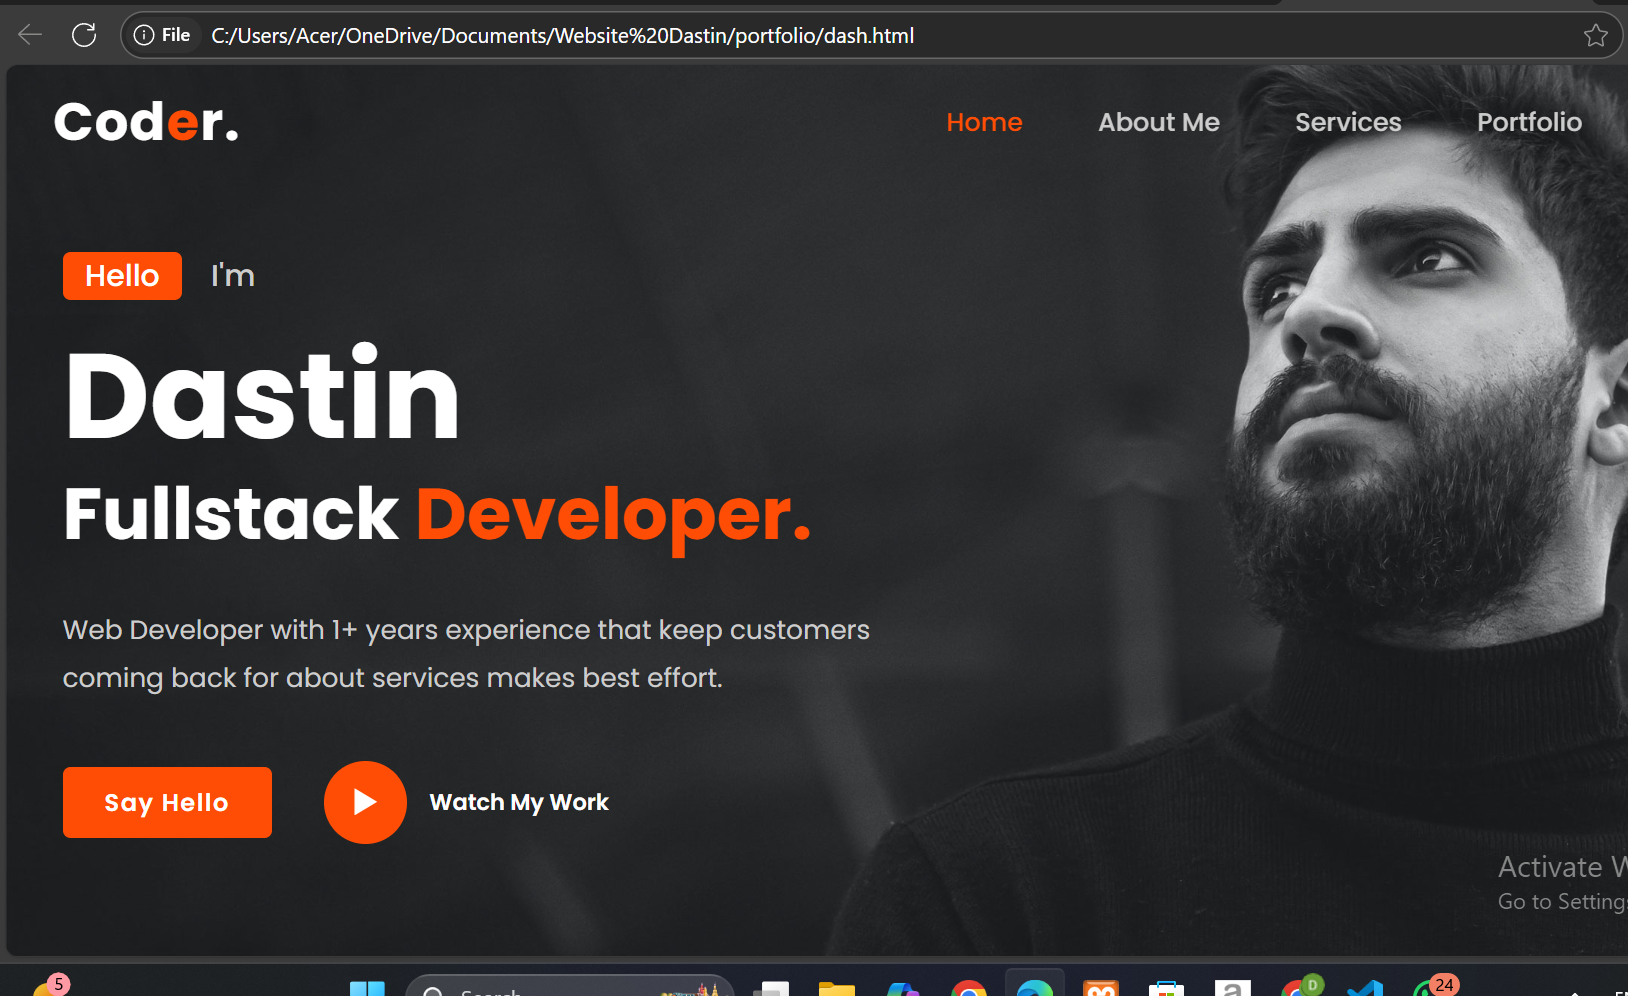 File C:/Users/Acer/OneDrive/Documents/Website%20Dastin/portfolio/dash.html
Coder.
Home About Me Services Portfolio
Hello I'm
Dastin
Fullstack Developer.
Web Developer with 1+ years experience that keep customers
coming back for about services makes best effort.
Say Hello Watch My Work
Activate
Go to Settings
5
Search
D
24